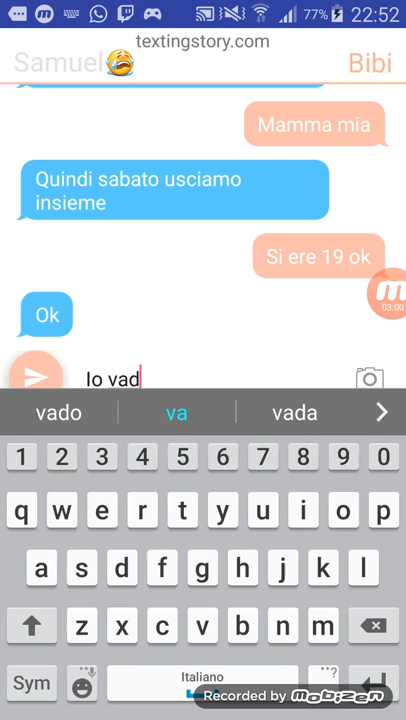 77% 22:52
textingstory.com
Samuel😭 Bibi
Mamma mia
Quindi sabato usciamo
insieme
Si ere 19 ok
Ok
03:00
Io vad
vado va vada
1 2 3 4 5 6 7 8 9 0
q w e r t y u i o p
a s d f g h j k l
z x c v b n m
Sym Italiano ...?
Recorded by mobizen